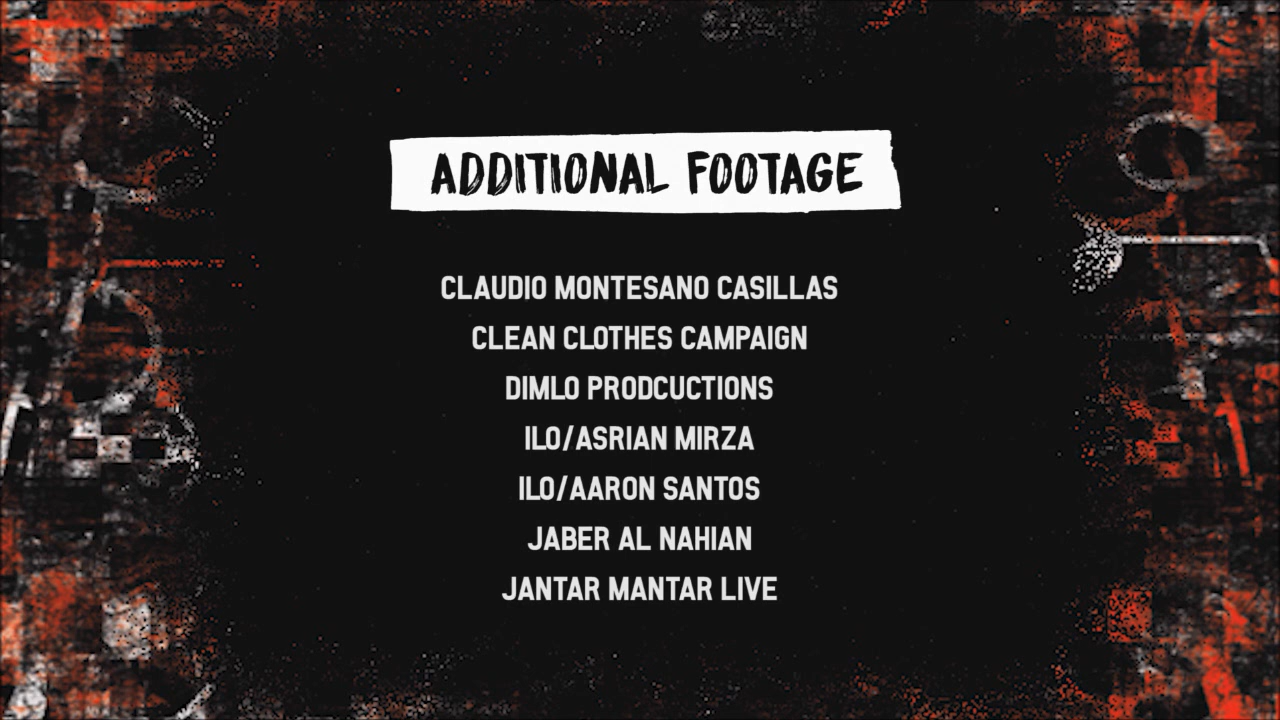 ADDITIONAL FOOTAGE
CLAUDIO MONTESANO CASILLAS
CLEAN CLOTHES CAMPAIGN
DIMLO PRODCUCTIONS
ILO/ASRIAN MIRZA
ILO/AARON SANTOS
JABER AL NAHIAN
JANTAR MANTAR LIVE